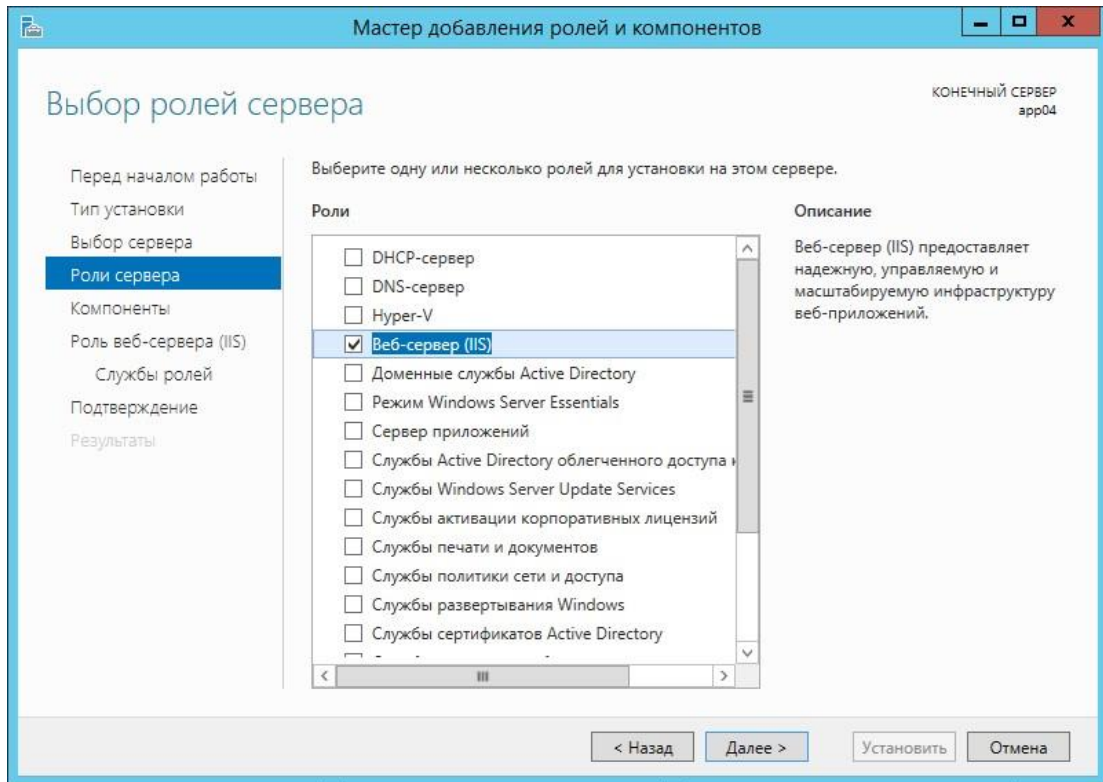 Мастер добавления ролей и компонентов
Выбор ролей сервера
КОНЕЧНЫЙ СЕРВЕР
app04
Перед началом работы
Тип установки
Выбор сервера
Роли сервера
Компоненты
Роль веб-сервера (IIS)
Службы ролей
Подтверждение
Результаты
Выберите одну или несколько ролей для установки на этом сервере.
Роли
DHCP-сервер
DNS-сервер
Hyper-V
Веб-сервер (IIS)
Доменные службы Active Directory
Режим Windows Server Essentials
Сервер приложений
Службы Active Directory облегченного доступа
Службы Windows Server Update Services
Службы активации корпоративных лицензий
Службы печати и документов
Службы политики сети и доступа
Службы развертывания Windows
Службы сертификатов Active Directory
Описание
Веб-сервер (IIS) предоставляет
надежную, управляемую и
масштабируемую инфраструктуру
веб-приложений.
< Назад
Далее >
Установить
Отмена